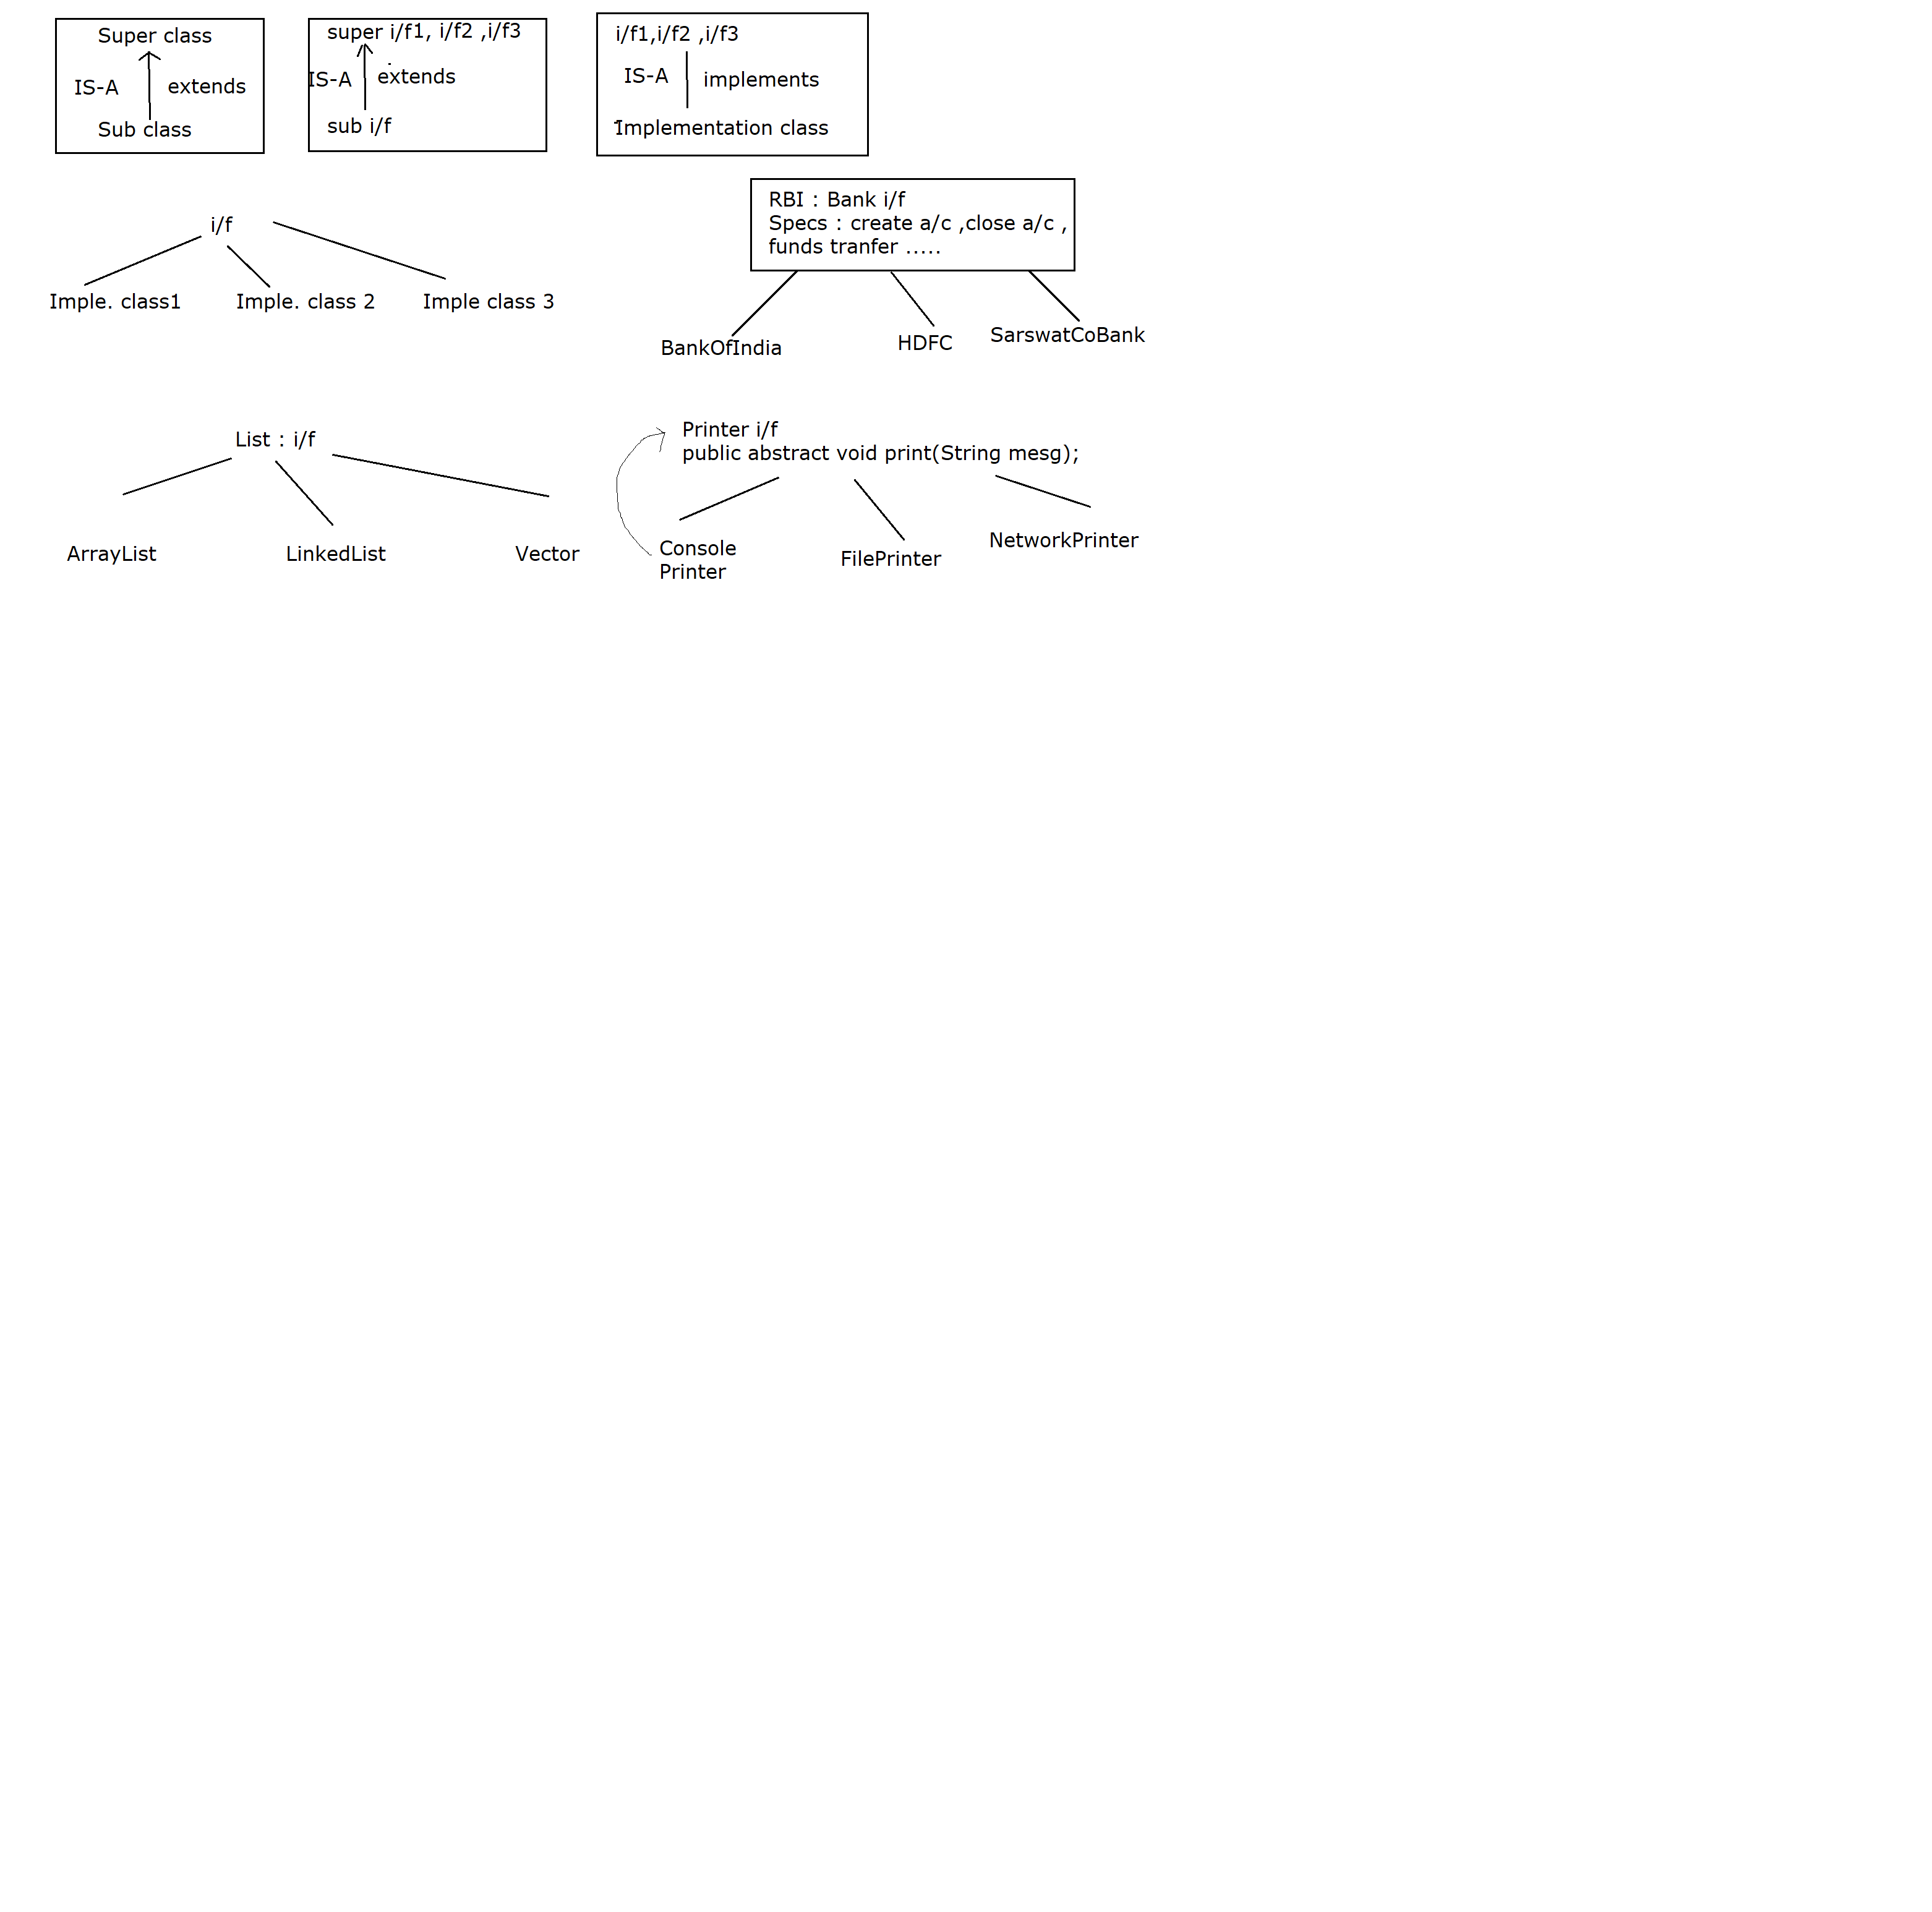 Super class
IS-A extends
Sub class
super i/f1, i/f2 ,i/f3
IS-A extends
sub i/f
i/f1,i/f2 ,i/f3
IS-A implements
Implementation class
i/f
Imple. class1 Imple. class 2 Imple class 3
RBI : Bank i/f
Specs : create a/c ,close a/c ,
funds tranfer .....
BankOfIndia HDFC SarswatCoBank
List : i/f
ArrayList LinkedList Vector
Printer i/f
public abstract void print(String mesg);
Console
Printer
FilePrinter
NetworkPrinter